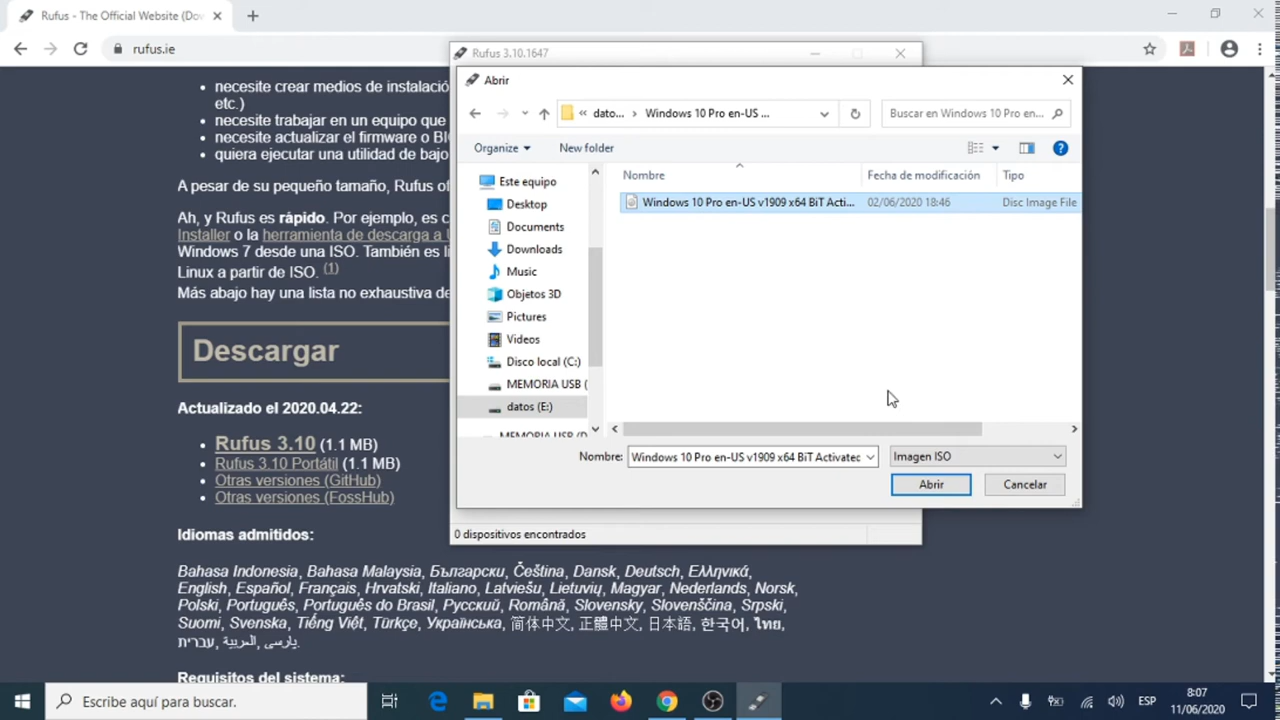 Rufus - The Official Website (Dow
rufus.ie
necesite crear medios de instalació
etc.)
necesite trabajar en un equipo que
necesite actualizar el firmware o BI
quiera ejecutar una utilidad de bajo
A pesar de su pequeño tamaño, Rufus of
Ah, y Rufus es rápido. Por ejemplo, es c
Installer o la herramienta de descarga a U
Windows 7 desde una ISO. También es li
Linux a partir de ISO. (1)
Más abajo hay una lista no exhaustiva de
Descargar
Actualizado el 2020.04.22:
Rufus 3.10 (1.1 MB)
Rufus 3.10 Portátil (1.1 MB)
Otras versiones (GitHub)
Otras versiones (FossHub)
Idiomas admitidos:
Bahasa Indonesia, Bahasa Malaysia, Български, Čeština, Dansk, Deutsch, Ελληνικά,
English, Español, Français, Hrvatski, Italiano, Latviešu, Lietuvių, Magyar, Nederlands, Norsk,
Polski, Português, Português do Brasil, Русский, Română, Slovensky, Slovenščina, Srpski,
Suomi, Svenska, Tiếng Việt, Türkçe, Українська, 简体中文, 正體中文, 日本語, 한국어, ไทย,
עברית, العربية, پارسی.
Requisitos del sistema:
Rufus 3.10.1647
Abrir
« dato... › Windows 10 Pro en-US ...
Buscar en Windows 10 Pro en...
Organize
New folder
Este equipo
Desktop
Documents
Downloads
Music
Objetos 3D
Pictures
Videos
Disco local (C:)
MEMORIA USB (
datos (E:)
MEMORIA USB (D
Nombre
Fecha de modificación
Tipo
Windows 10 Pro en-US v1909 x64 BiT Acti...
02/06/2020 18:46
Disc Image File
Nombre:
Windows 10 Pro en-US v1909 x64 BiT Activatec
Imagen ISO
Abrir
Cancelar
0 dispositivos encontrados
Escribe aquí para buscar.
ESP
8:07
11/06/2020